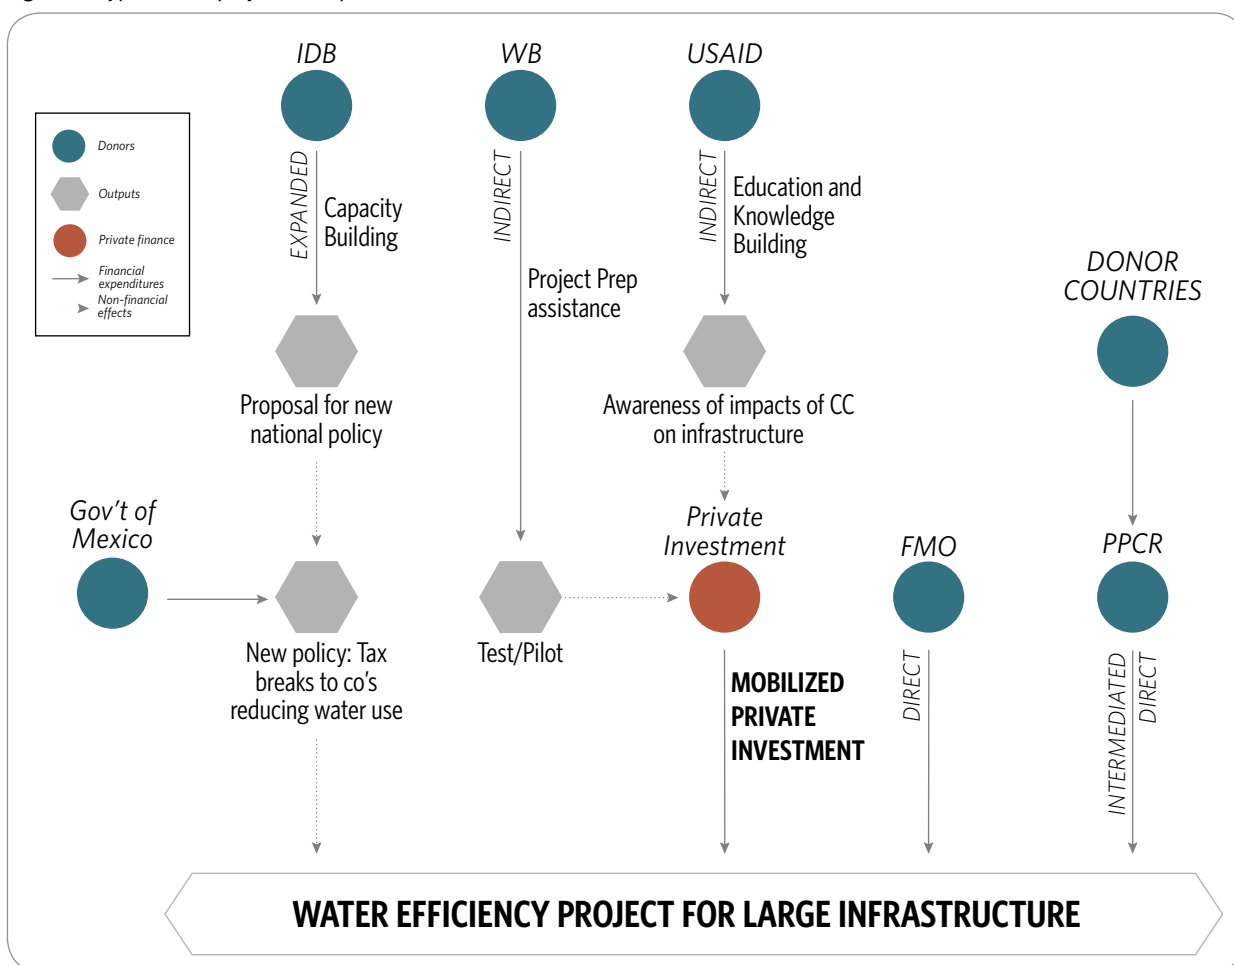 IDB
WB
USAID
Donors
Outputs
Private finance
Financial
expenditures
Non-financial
effects
EXPANDED
Capacity
Building
INDIRECT
Project Prep
assistance
INDIRECT
Education and
Knowledge
Building
DONOR
COUNTRIES
Proposal for new
national policy
Awareness of impacts of CC
on infrastructure
Gov't of
Mexico
Private
Investment
FMO
PPCR
New policy: Tax
breaks to co's
reducing water use
Test/Pilot
MOBILIZED
PRIVATE
INVESTMENT
DIRECT
INTERMEDIATED
DIRECT
WATER EFFICIENCY PROJECT FOR LARGE INFRASTRUCTURE